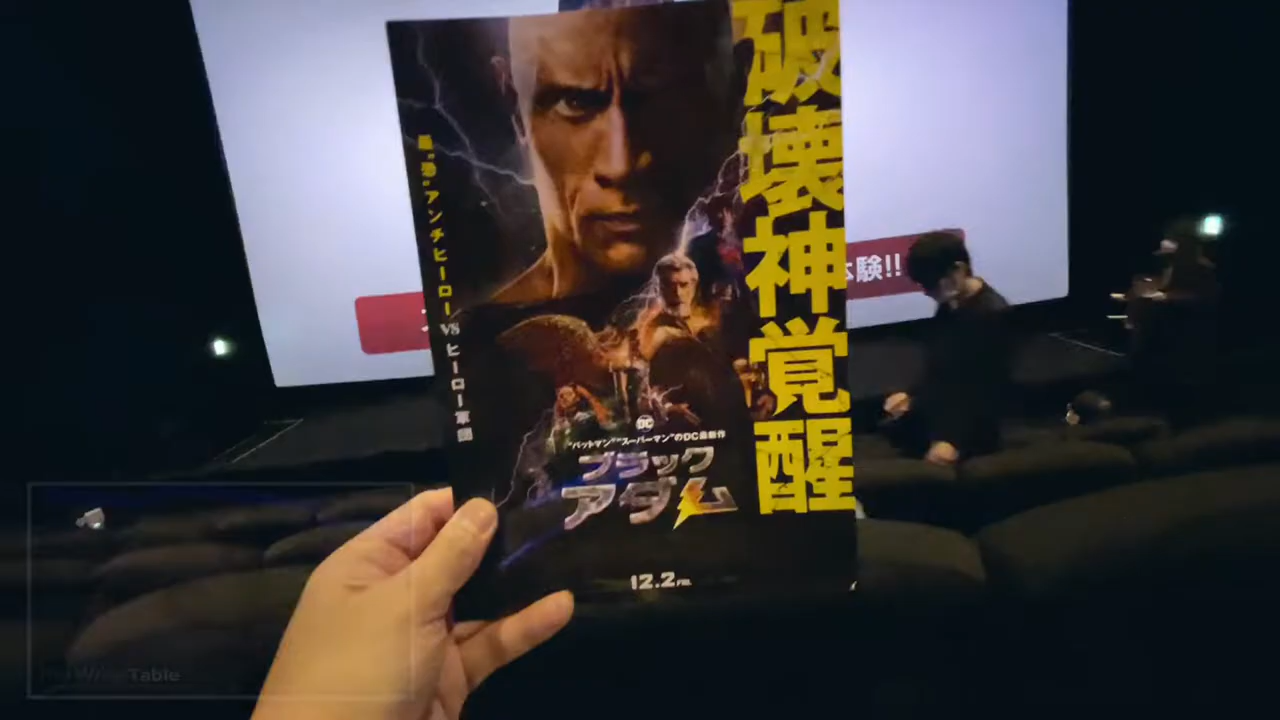 破壊神覚醒
最“恐”アンチヒーロー VS ヒーロー軍団
DC
“バットマン”“スーパーマン”のDC最新作
ブラック
アダム
12.2 FRI.
体験!!
Table